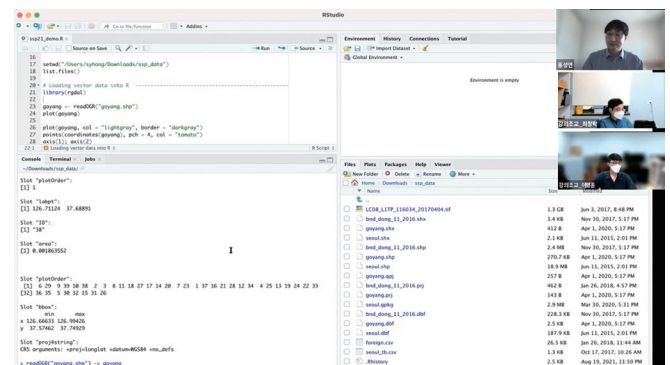 RStudio
Go to file/function
Addins
ssp21_demo.R
Source on Save
Run
Source
16
17 setwd("/Users/syhong/Downloads/ssp_data")
18 list.files()
19
20 # Loading vector data into R
21 library(rgdal)
22
23 goyang <- readOGR("goyang.shp")
24 plot(goyang)
25
26 plot(goyang, col = "lightgray", border = "darkgray")
27 points(coordinates(goyang), pch = 4, col = "tomato")
28 axis(1); axis(2)
22:1 Loading vector data into R
R Script
Console Terminal Jobs
~/Downloads/ssp_data/
Slot "plotOrder":
[1] 1
Slot "labpt":
[1] 126.71124 37.68891
Slot "ID":
[1] "38"
Slot "area":
[1] 0.001863552
Slot "plotOrder":
[1] 6 29 9 39 10 38 2 3 8 11 18 27 17 14 20 7 23 1 37 16 21 28 12 34 4 25 13 19 24 22 33
[32] 36 35 5 30 32 15 31 26
Slot "bbox":
min max
x 126.66633 126.99426
y 37.57462 37.74929
Slot "proj4string":
CRS arguments: +proj=longlat +datum=WGS84 +no_defs
> readOGR("goyang.shp") -> goyang
Environment History Connections Tutorial
Import Dataset
Global Environment
Environment is empty
Files Plots Packages Help Viewer
New Folder Delete Rename More
Home Downloads ssp_data
Name Size Modified
..
LC08_L1TP_116034_20170404.tif 1.3 GB Jun 3, 2017, 8:48 PM
bnd_dong_11_2016.shx 3.4 KB Nov 30, 2017, 5:17 PM
goyang.shx 412 B Apr 1, 2020, 5:17 PM
seoul.shx 2.1 KB Jun 11, 2015, 2:01 PM
bnd_dong_11_2016.shp 2.4 MB Nov 30, 2017, 5:17 PM
goyang.shp 270.7 KB Apr 1, 2020, 5:17 PM
seoul.shp 18.9 MB Jun 11, 2015, 2:01 PM
goyang.qpj 257 B Apr 1, 2020, 5:17 PM
bnd_dong_11_2016.prj 462 B Jan 26, 2018, 4:57 PM
goyang.prj 143 B Apr 1, 2020, 5:17 PM
seoul.gpkg 2.9 MB Mar 30, 2020, 5:31 PM
bnd_dong_11_2016.dbf 228.3 KB Nov 30, 2017, 5:17 PM
goyang.dbf 2.5 KB Apr 1, 2020, 5:17 PM
seoul.dbf 187.9 KB Jun 11, 2015, 2:01 PM
foreign.csv 26.5 KB Jan 26, 2018, 11:44 AM
seoul_tb.csv 1.3 KB Oct 17, 2017, 10:26 AM
.Rhistory 2.5 KB Aug 19, 2021, 11:50 PM
홍성연